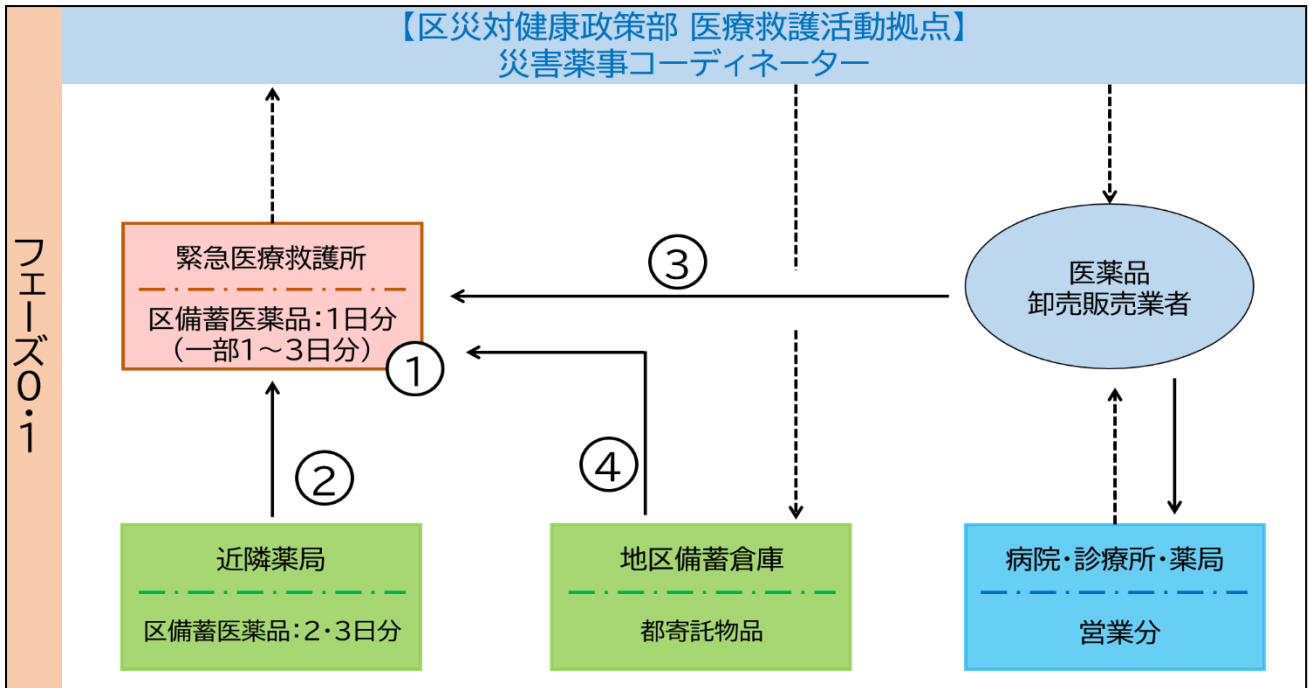 【区災対健康政策部 医療救護活動拠点】
災害薬事コーディネーター
フェーズ0・1
緊急医療救護所
区備蓄医薬品：1日分
（一部1～3日分）
①
③
医薬品
卸売販売業者
②
④
近隣薬局
区備蓄医薬品：2・3日分
地区備蓄倉庫
都寄託物品
病院・診療所・薬局
営業分